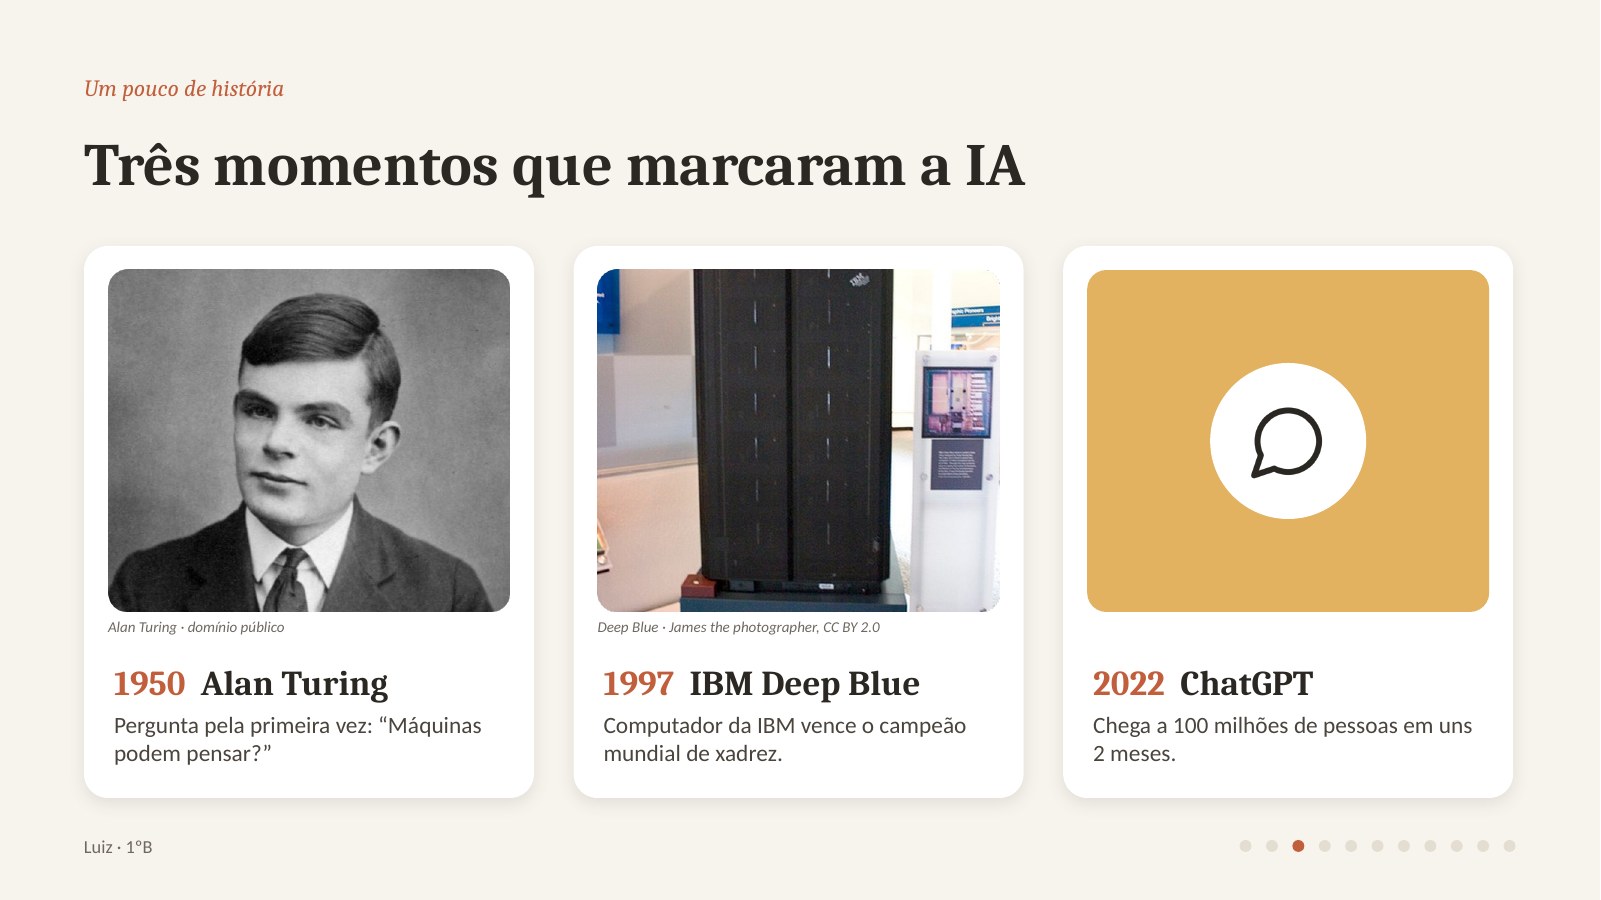 Um pouco de história
Três momentos que marcaram a IA
IBM
Alan Turing · domínio público
1950 Alan Turing
Pergunta pela primeira vez: “Máquinas
podem pensar?”
Deep Blue · James the photographer, CC BY 2.0
1997 IBM Deep Blue
Computador da IBM vence o campeão
mundial de xadrez.
2022 ChatGPT
Chega a 100 milhões de pessoas em uns
2 meses.
Luiz · 1ºB